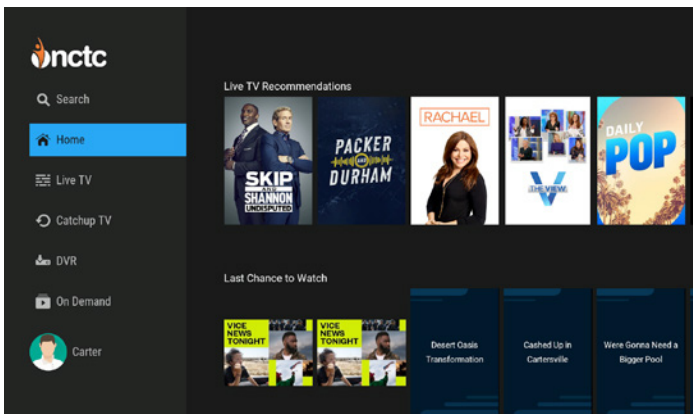 nctc
Search
Home
Live TV
Catchup TV
DVR
On Demand
Carter
Live TV Recommendations
SKIP
AND
SHANNON
UNDISPUTED
PACKER
AND
DURHAM
RACHAEL
THE VIEW
DAILY
POP
Last Chance to Watch
VICE
NEWS
TONIGHT
VICE
NEWS
TONIGHT
Desert Oasis
Transformation
Cashed Up in
Cartersville
Were Gonna Need a
Bigger Pool